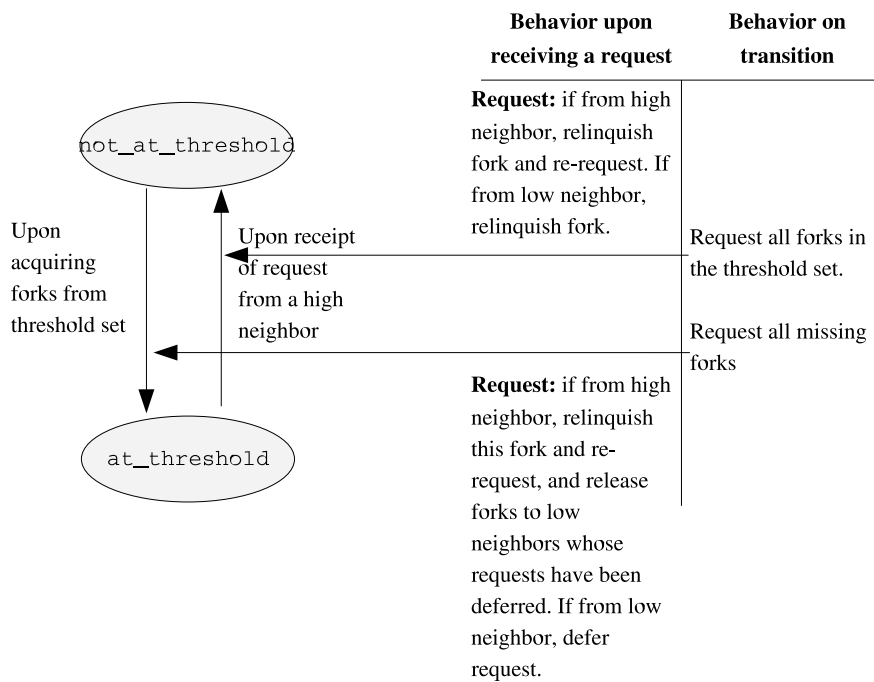 Behavior upon
receiving a request
Behavior on
transition
Request: if from high
neighbor, relinquish
fork and re-request. If
from low neighbor,
relinquish fork.
not_at_threshold
Upon
acquiring
forks from
threshold set
Upon receipt
of request
from a high
neighbor
Request all forks in
the threshold set.
Request all missing
forks
at_threshold
Request: if from high
neighbor, relinquish
this fork and re-
request, and release
forks to low
neighbors whose
requests have been
deferred. If from low
neighbor, defer
request.